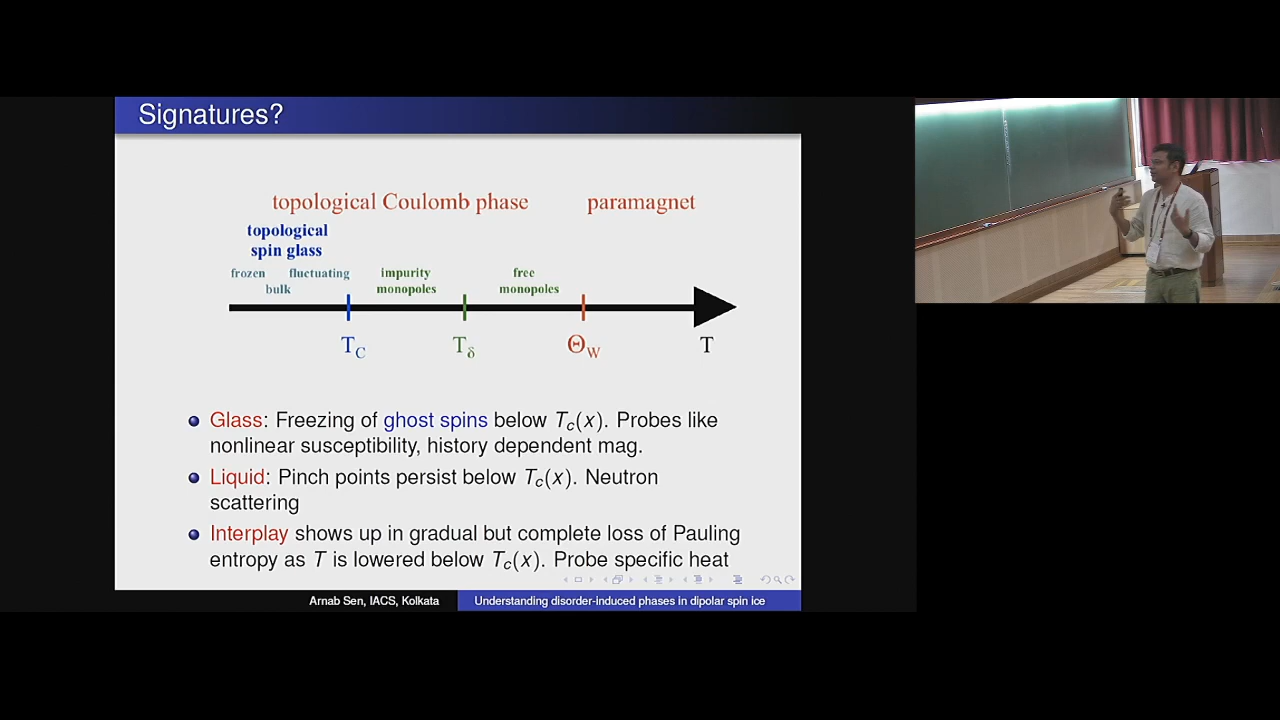 Signatures?
topological Coulomb phase
paramagnet
topological
spin glass
frozen
fluctuating
bulk
impurity
monopoles
free
monopoles
T_C
T_δ
Θ_W
T
Glass: Freezing of ghost spins below T_c(x). Probes like
nonlinear susceptibility, history dependent mag.
Liquid: Pinch points persist below T_c(x). Neutron
scattering
Interplay shows up in gradual but complete loss of Pauling
entropy as T is lowered below T_c(x). Probe specific heat
Arnab Sen, IACS, Kolkata
Understanding disorder-induced phases in dipolar spin ice